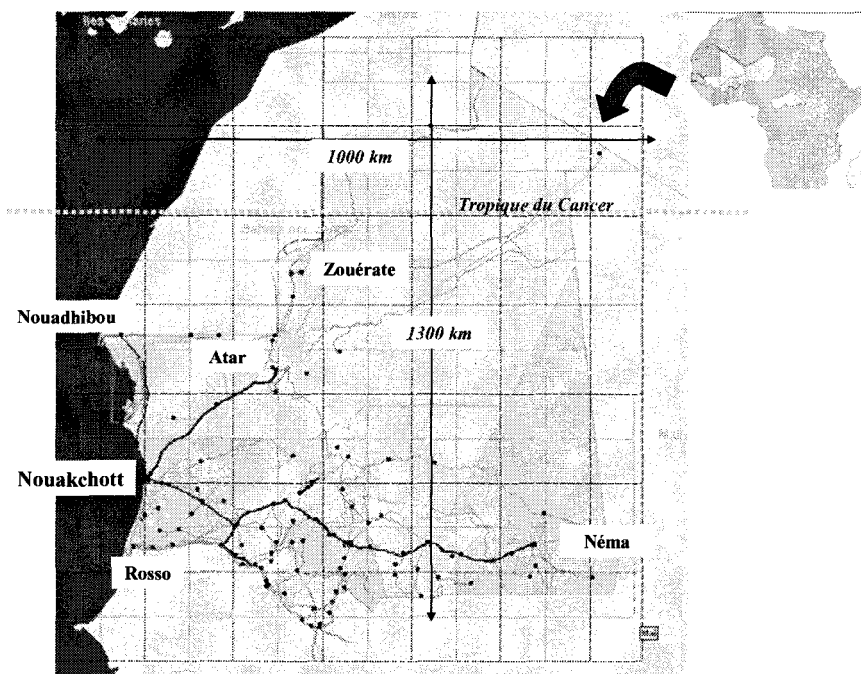 1000 km
Tropique du Cancer
Zouérate
Nouadhibou
1300 km
Atar
Nouakchott
Néma
Rosso